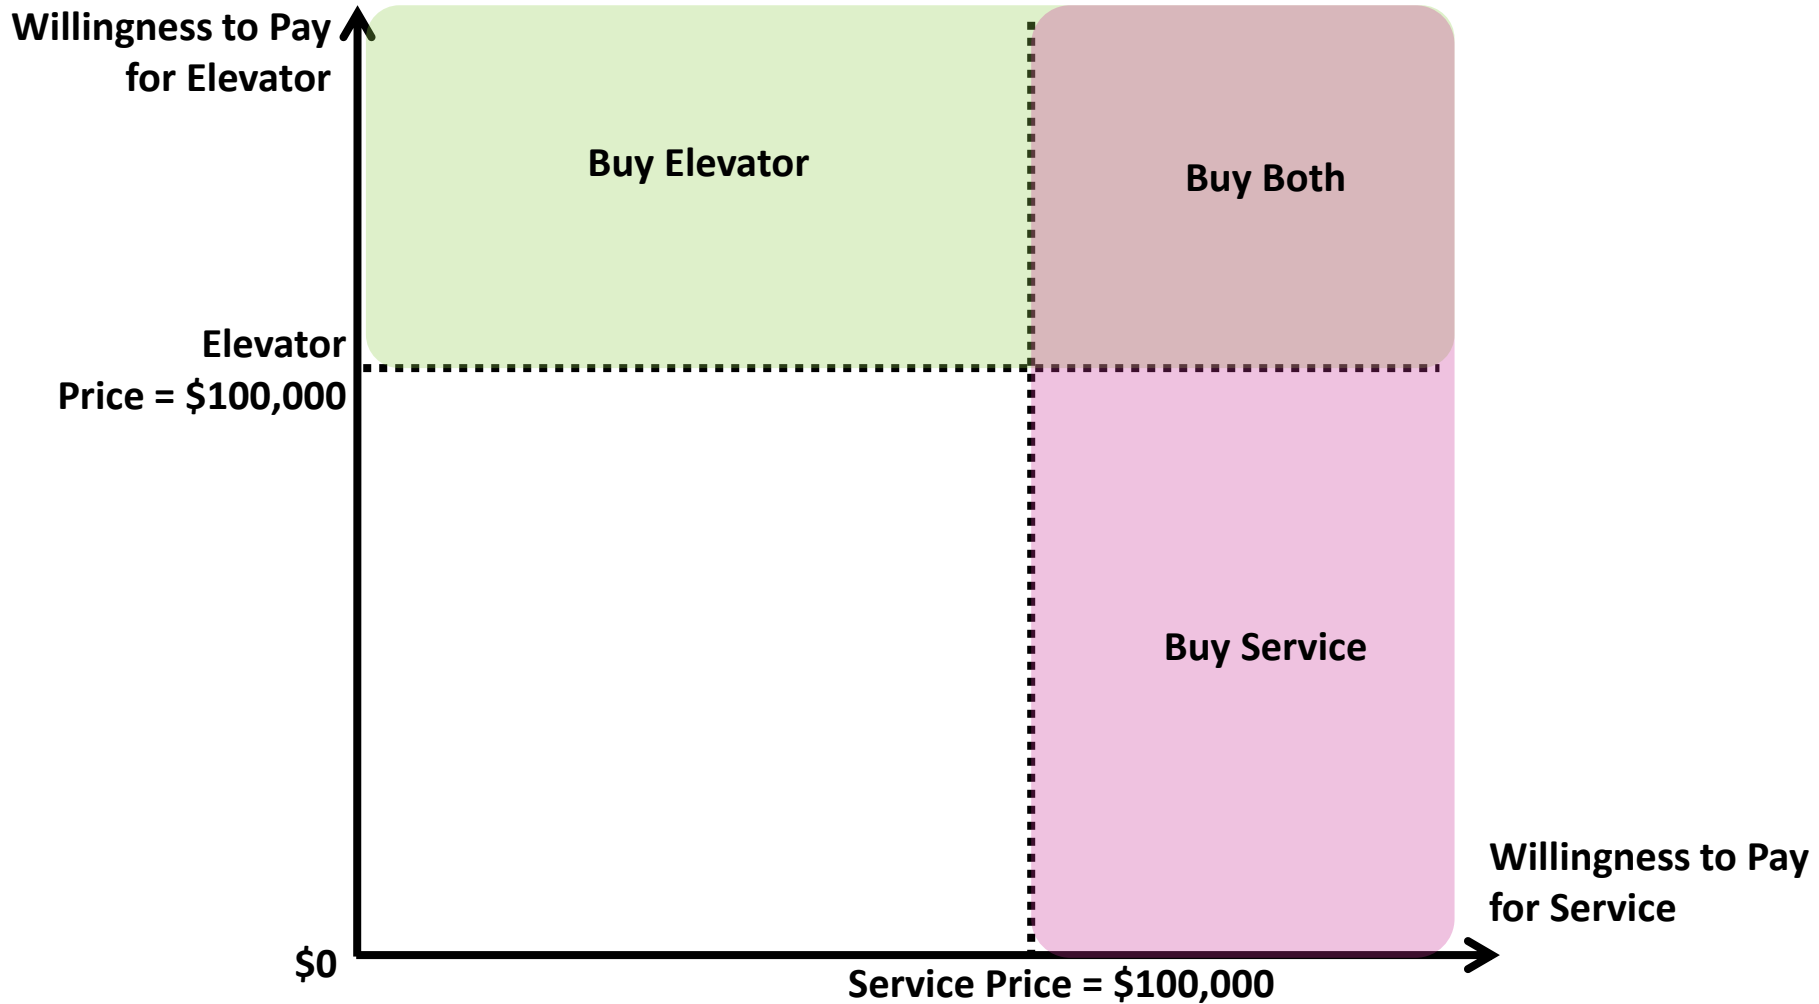 Willingness to Pay
for Elevator
Buy Elevator
Buy Both
Elevator
Price = $100,000
Buy Service
Willingness to Pay
for Service
$0
Service Price = $100,000